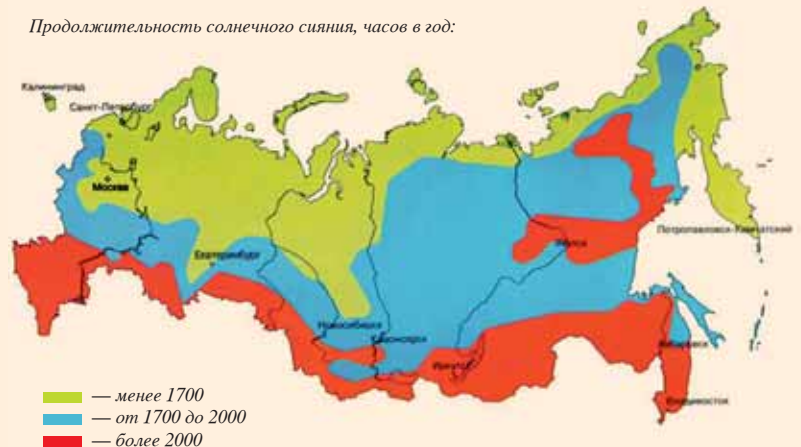 Продолжительность солнечного сияния, часов в год:
Калининград
Санкт-Петербург
Москва
Екатеринбург
Петропавловск-Камчатский
Якутск
Новосибирск
Красноярск
Иркутск
Хабаровск
Владивосток
— менее 1700
— от 1700 до 2000
— более 2000